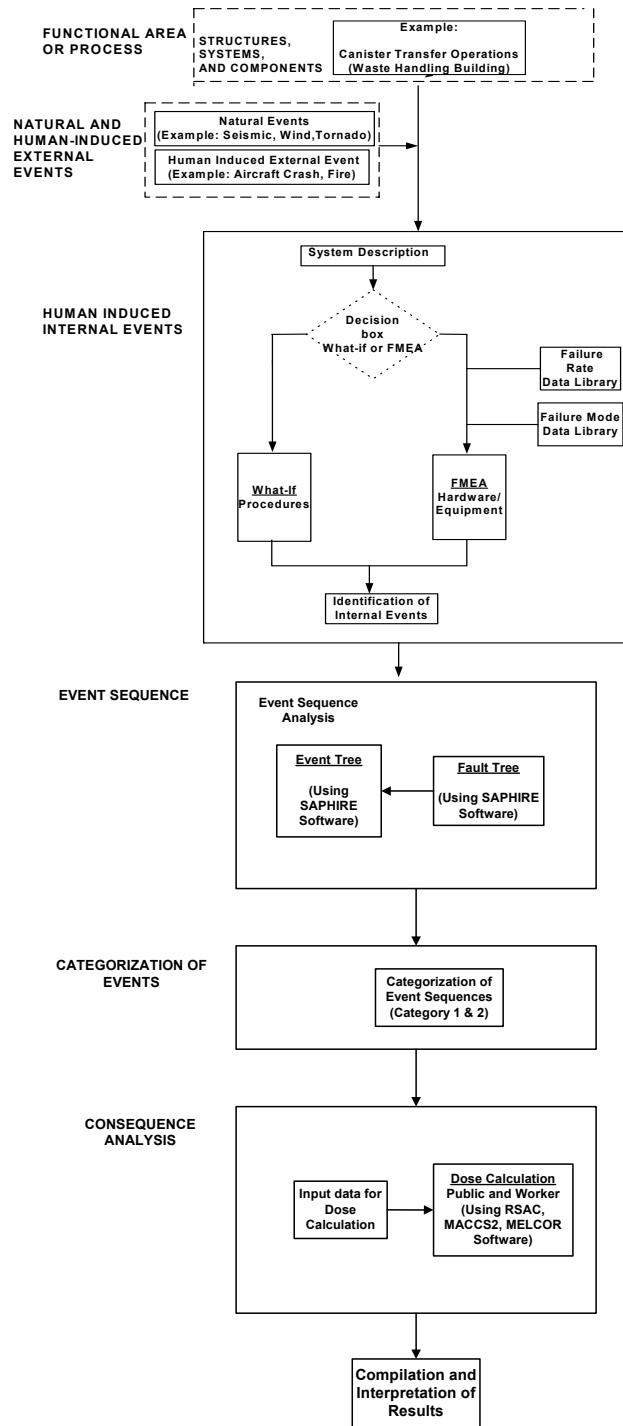 FUNCTIONAL AREA
OR PROCESS
STRUCTURES,
SYSTEMS,
AND COMPONENTS
Example:
Canister Transfer Operations
(Waste Handling Building)
NATURAL AND
HUMAN-INDUCED
EXTERNAL
EVENTS
Natural Events
(Example: Seismic, Wind,Tornado)
Human Induced External Event
(Example: Aircraft Crash, Fire)
HUMAN INDUCED
INTERNAL EVENTS
System Description
Decision
box
What-if or FMEA
Failure
Rate
Data Library
Failure Mode
Data Library
What-If
Procedures
FMEA
Hardware/
Equipment
Identification of
Internal Events
EVENT SEQUENCE
Event Sequence
Analysis
Event Tree
(Using
SAPHIRE
Software)
Fault Tree
(Using SAPHIRE
Software)
CATEGORIZATION OF
EVENTS
Categorization of
Event Sequences
(Category 1 & 2)
CONSEQUENCE
ANALYSIS
Input data for
Dose
Calculation
Dose Calculation
Public and Worker
(Using RSAC,
MACCS2, MELCOR
Software)
Compilation and
Interpretation of
Results